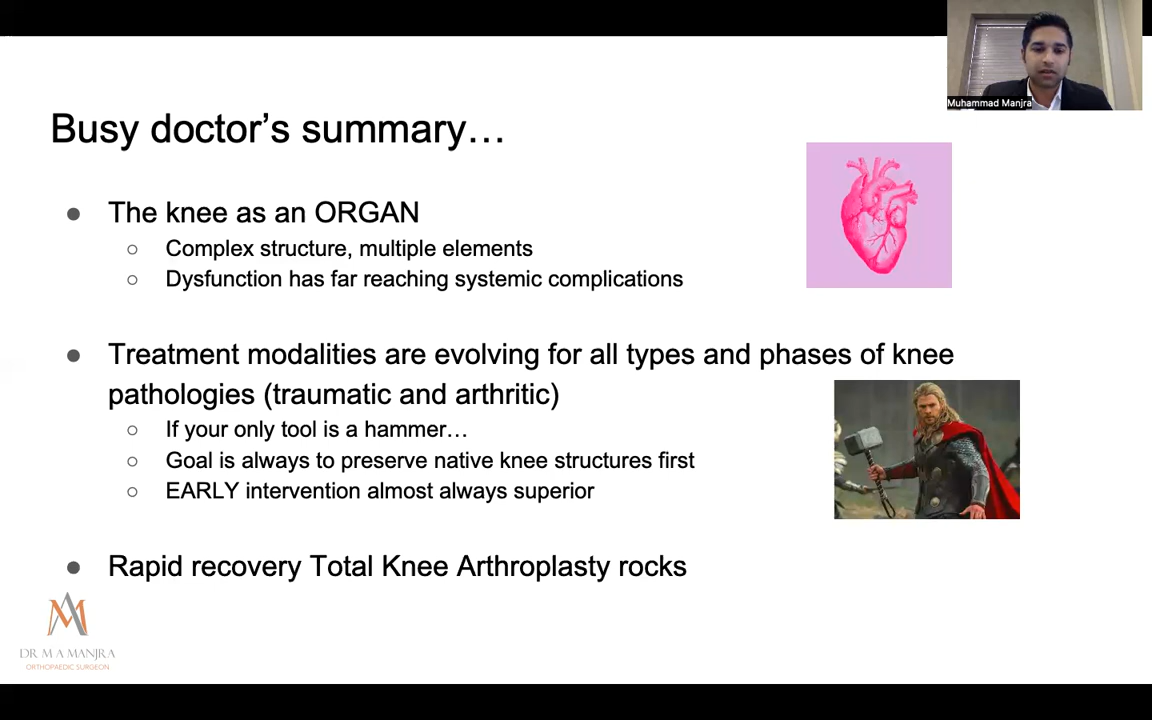 Muhammad Manjra
Busy doctor's summary…
● The knee as an ORGAN
○ Complex structure, multiple elements
○ Dysfunction has far reaching systemic complications
● Treatment modalities are evolving for all types and phases of knee
pathologies (traumatic and arthritic)
○ If your only tool is a hammer…
○ Goal is always to preserve native knee structures first
○ EARLY intervention almost always superior
● Rapid recovery Total Knee Arthroplasty rocks
DR M A MANJRA
ORTHOPAEDIC SURGEON